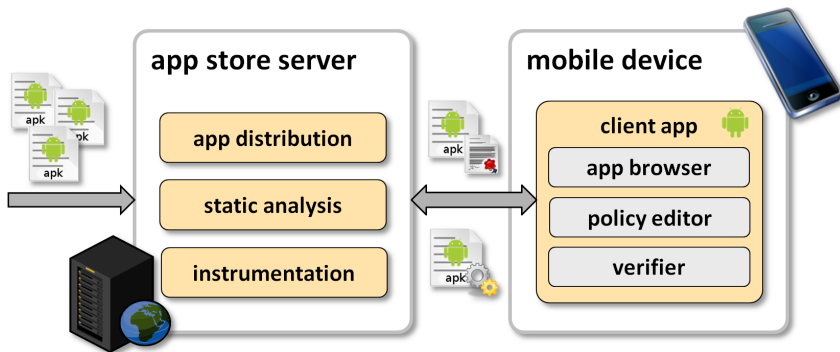 app store server
mobile device
apk
apk
apk
app distribution
static analysis
instrumentation
apk
apk
client app
app browser
policy editor
verifier